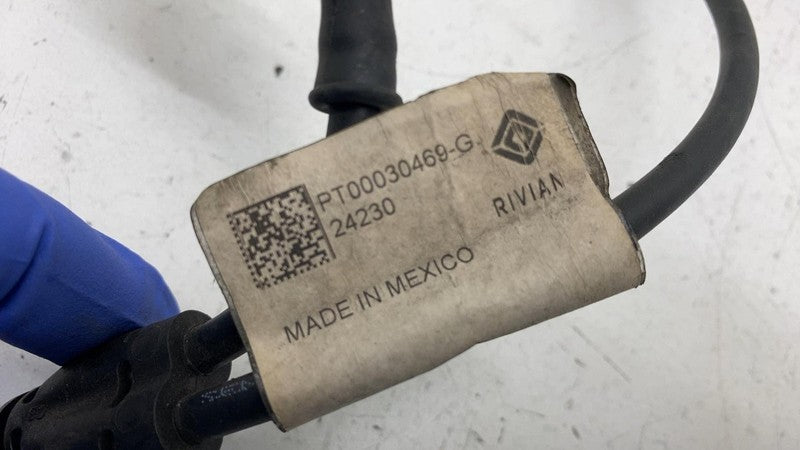 PT00030469-G
24230
RIVIAN
MADE IN MEXICO